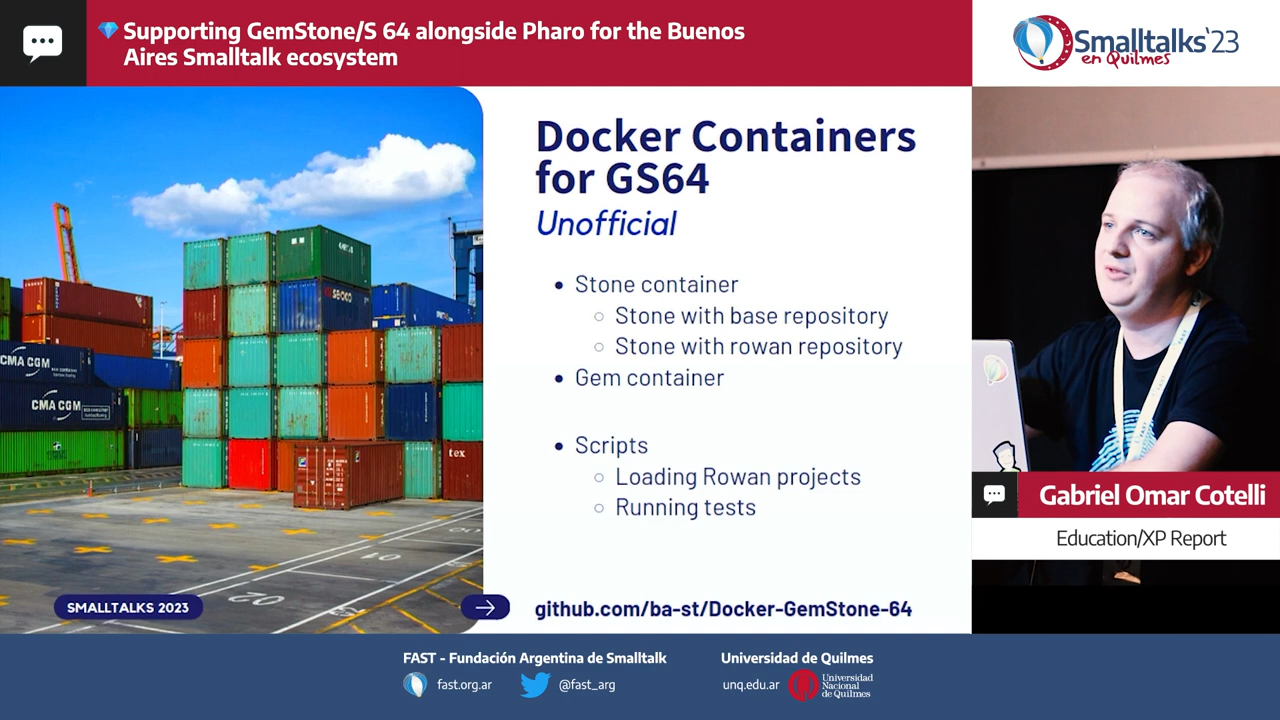 Supporting GemStone/S 64 alongside Pharo for the Buenos
Aires Smalltalk ecosystem
Smalltalks'23
en Quilmes
Docker Containers
for GS64
Unofficial
• Stone container
○ Stone with base repository
○ Stone with rowan repository
• Gem container
• Scripts
○ Loading Rowan projects
○ Running tests
CMA CGM
CMA CGM
tex
SMALLTALKS 2023
github.com/ba-st/Docker-GemStone-64
Gabriel Omar Cotelli
Education/XP Report
FAST - Fundación Argentina de Smalltalk
fast.org.ar
@fast_arg
Universidad de Quilmes
unq.edu.ar
Universidad
Nacional
de Quilmes